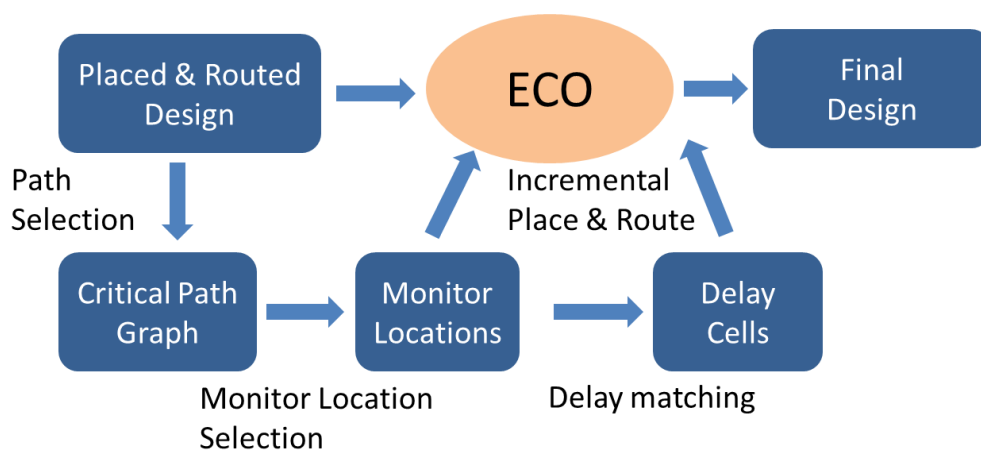 Placed & Routed
Design
ECO
Final
Design
Path
Selection
Incremental
Place & Route
Critical Path
Graph
Monitor
Locations
Delay
Cells
Monitor Location
Selection
Delay matching